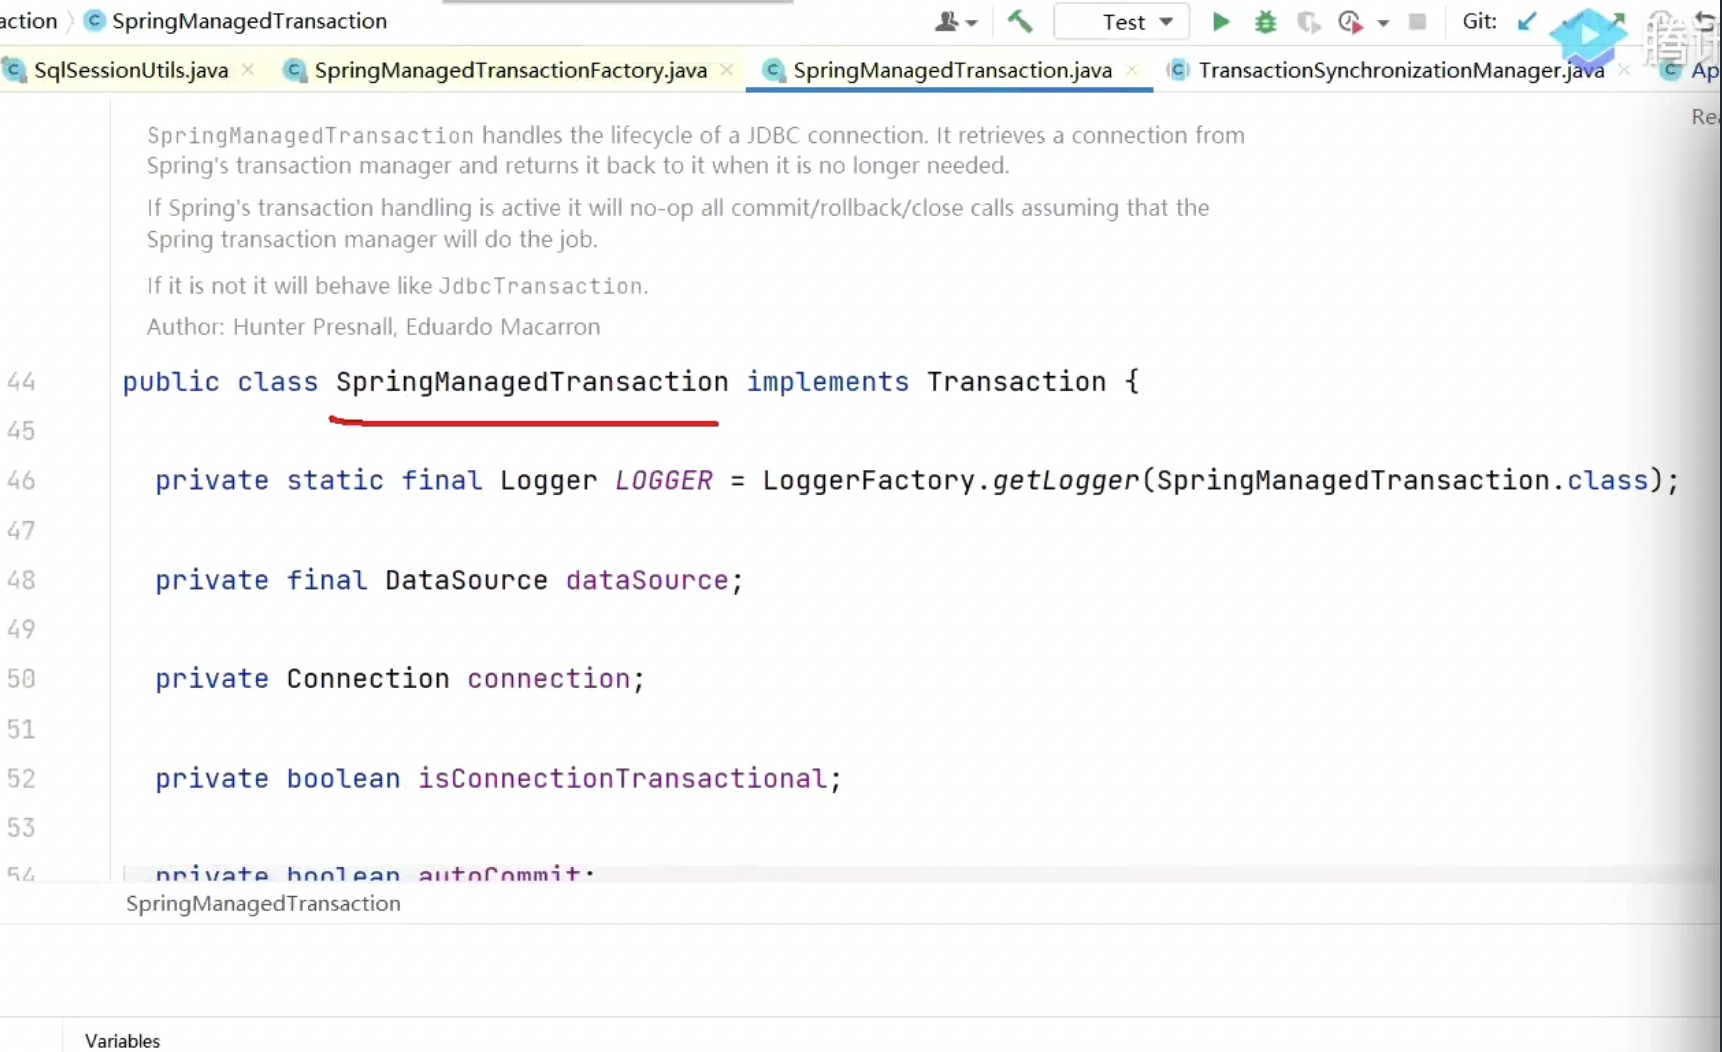 action 〉 SpringManagedTransaction
Test
Git:
腾讯
SqlSessionUtils.java
SpringManagedTransactionFactory.java
SpringManagedTransaction.java
TransactionSynchronizationManager.java
Ap
Rea
SpringManagedTransaction handles the lifecycle of a JDBC connection. It retrieves a connection from
Spring's transaction manager and returns it back to it when it is no longer needed.
If Spring's transaction handling is active it will no-op all commit/rollback/close calls assuming that the
Spring transaction manager will do the job.
If it is not it will behave like JdbcTransaction.
Author: Hunter Presnall, Eduardo Macarron
44 public class SpringManagedTransaction implements Transaction {
45
46 private static final Logger LOGGER = LoggerFactory.getLogger(SpringManagedTransaction.class);
47
48 private final DataSource dataSource;
49
50 private Connection connection;
51
52 private boolean isConnectionTransactional;
53
54 private boolean autoCommit;
SpringManagedTransaction
Variables